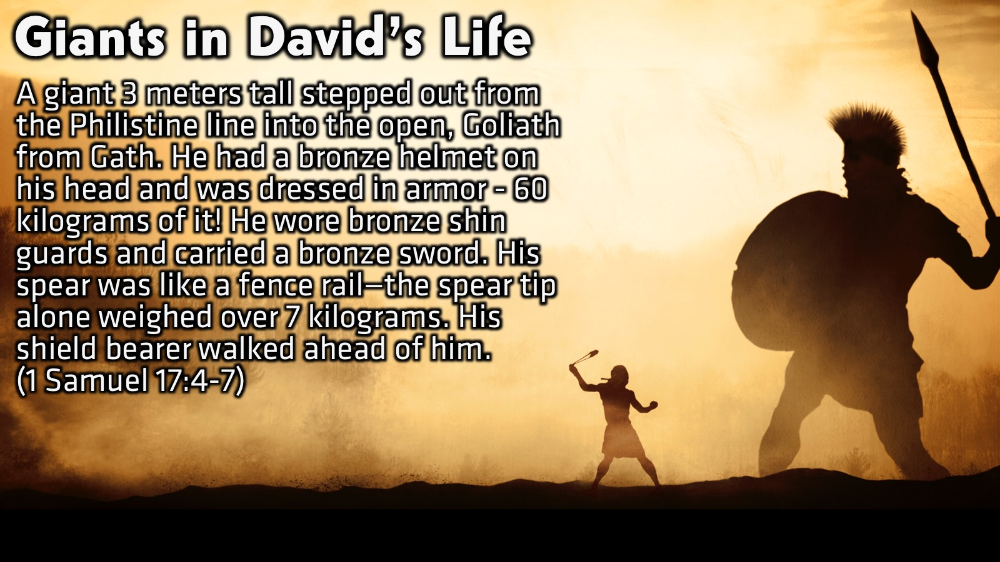 Giants in David’s Life
A giant 3 meters tall stepped out from
the Philistine line into the open, Goliath
from Gath. He had a bronze helmet on
his head and was dressed in armor - 60
kilograms of it! He wore bronze shin
guards and carried a bronze sword. His
spear was like a fence rail—the spear tip
alone weighed over 7 kilograms. His
shield bearer walked ahead of him.
(1 Samuel 17:4-7)